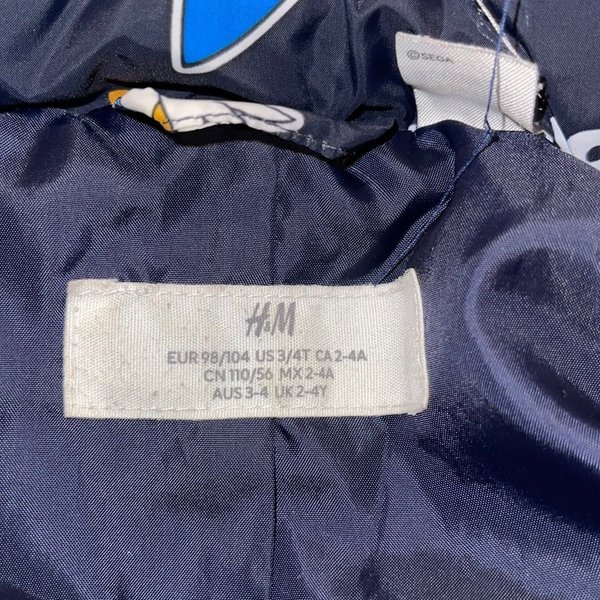 © SEGA
H&M
EUR 98/104 US 3/4T CA 2-4A
CN 110/56 MX 2-4A
AUS 3-4 UK 2-4Y